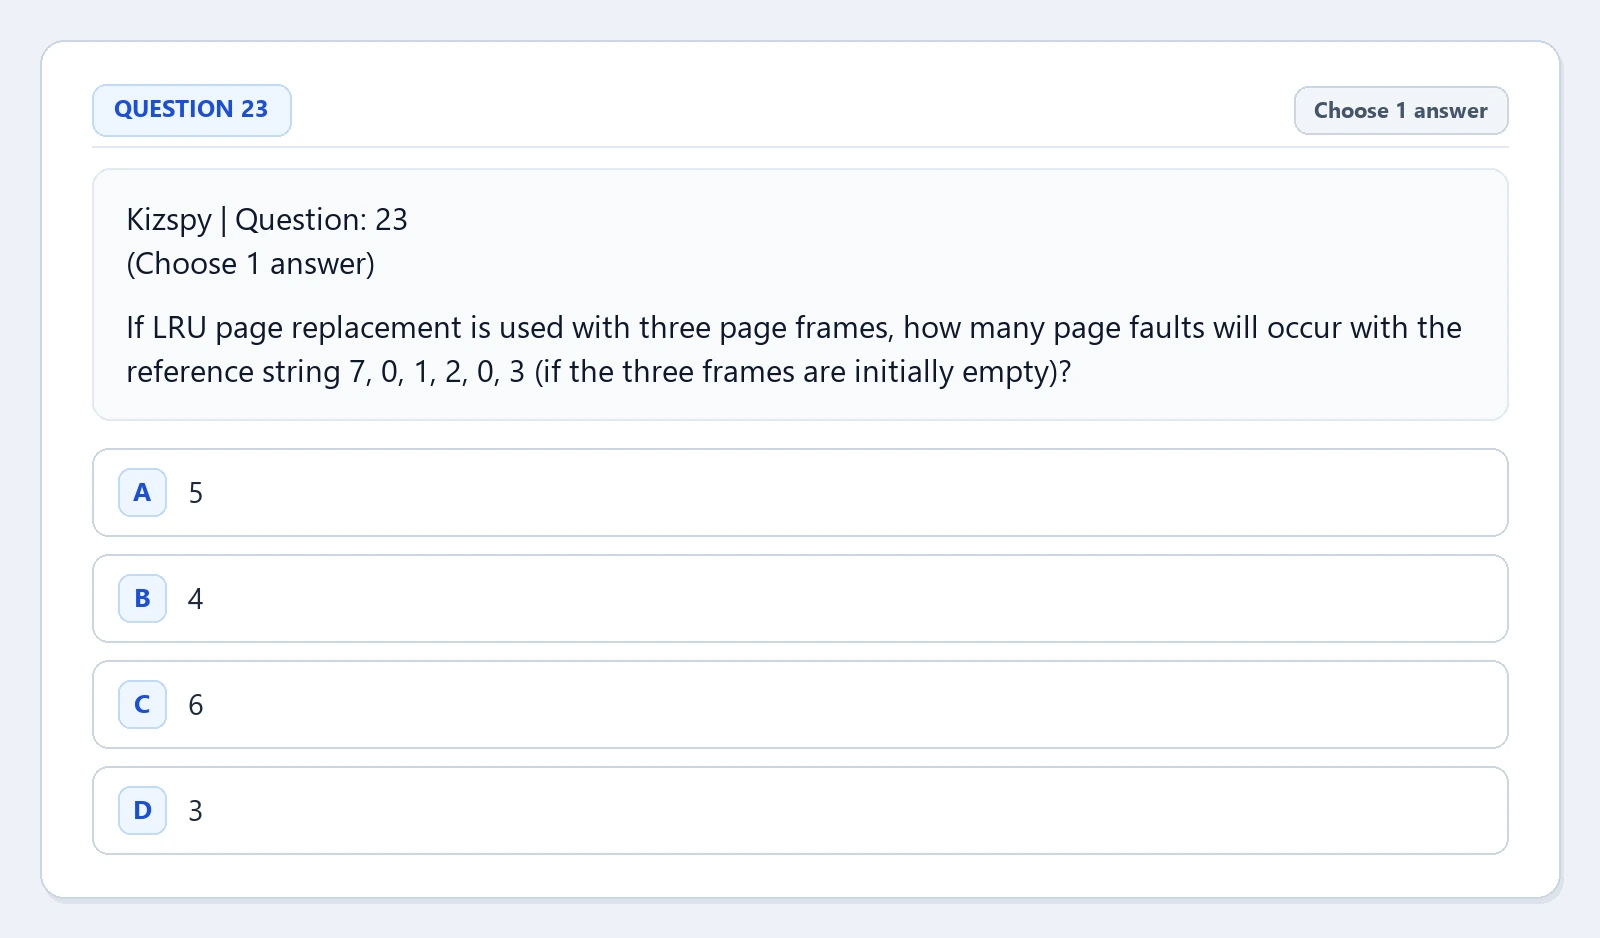 QUESTION 23
Choose 1 answer
Kizspy | Question: 23
(Choose 1 answer)
If LRU page replacement is used with three page frames, how many page faults will occur with the
reference string 7, 0, 1, 2, 0, 3 (if the three frames are initially empty)?
A 5
B 4
C 6
D 3